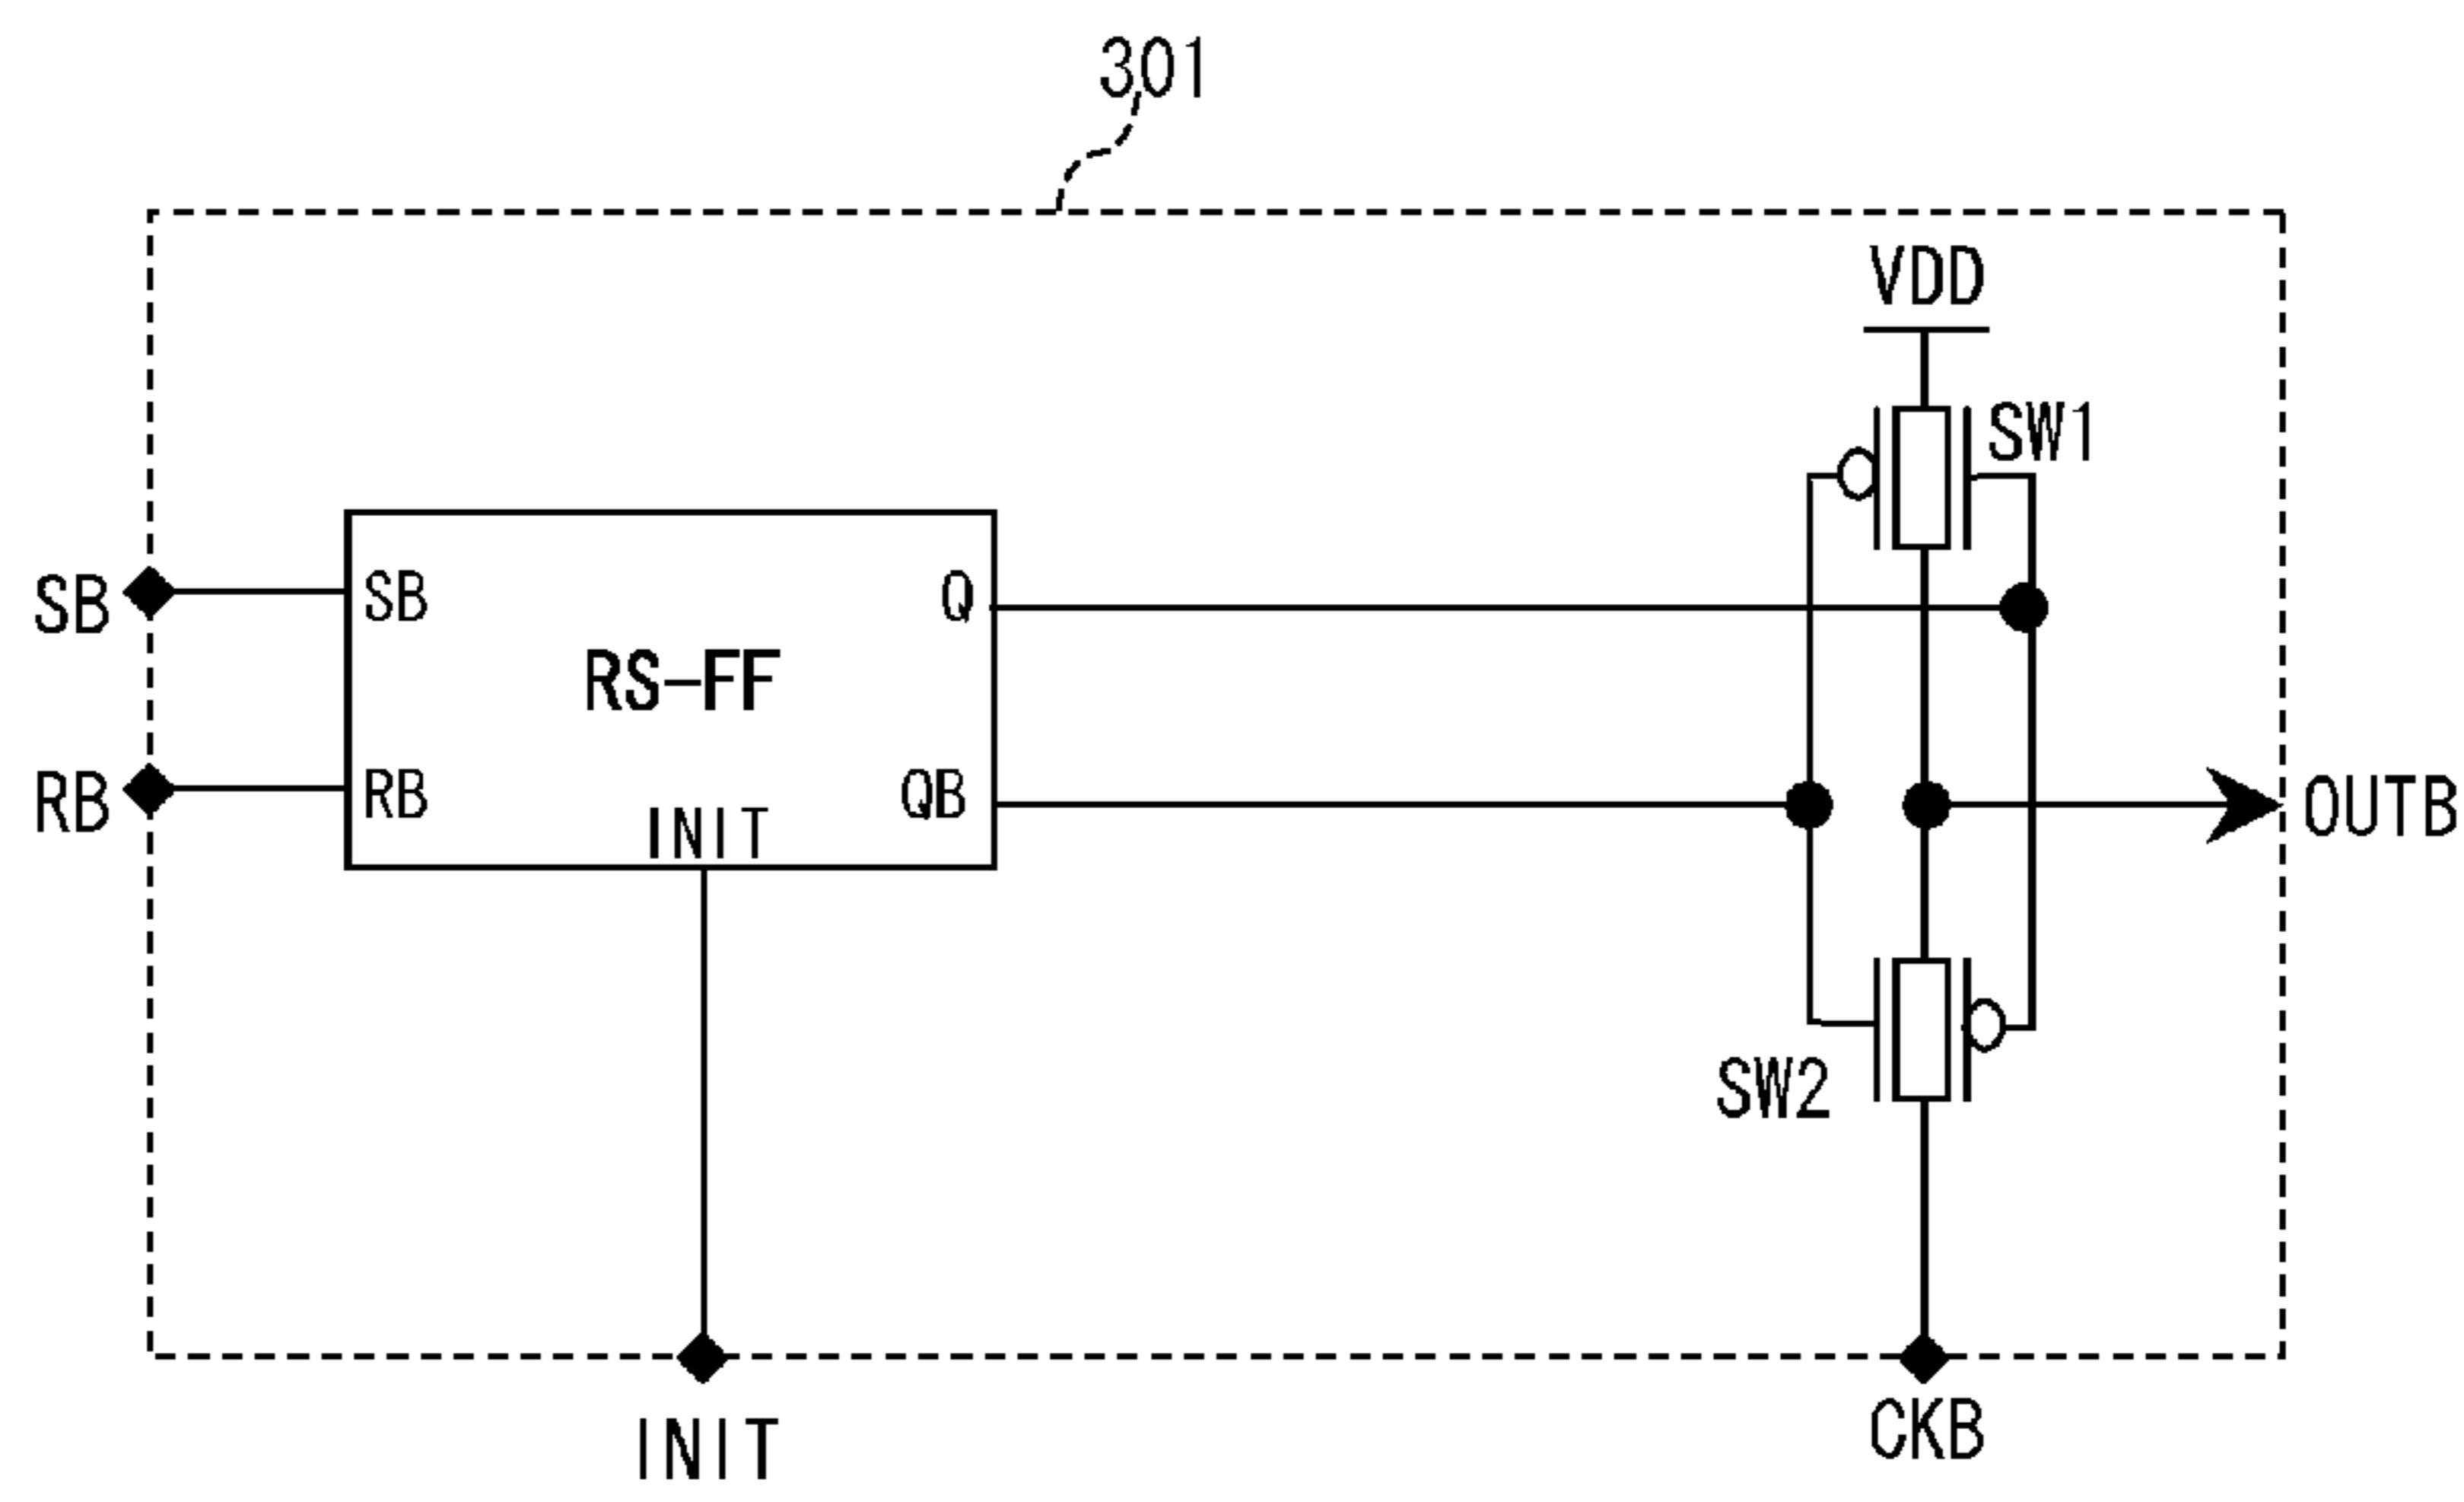 301
VDD
SW1
SB
SB
Q
RS-FF
RB
RB
QB
INIT
OUTB
SW2
INIT
CKB